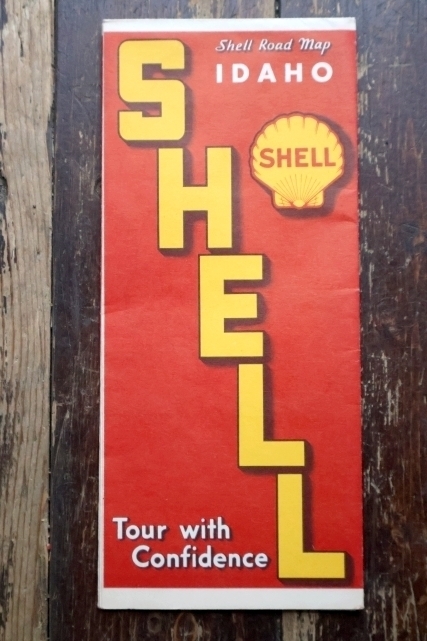 Shell Road Map
IDAHO
SHELL
SHELL
Tour with
Confidence